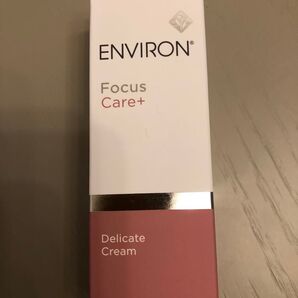 ENVIRON®
Focus
Care+
Delicate
Cream